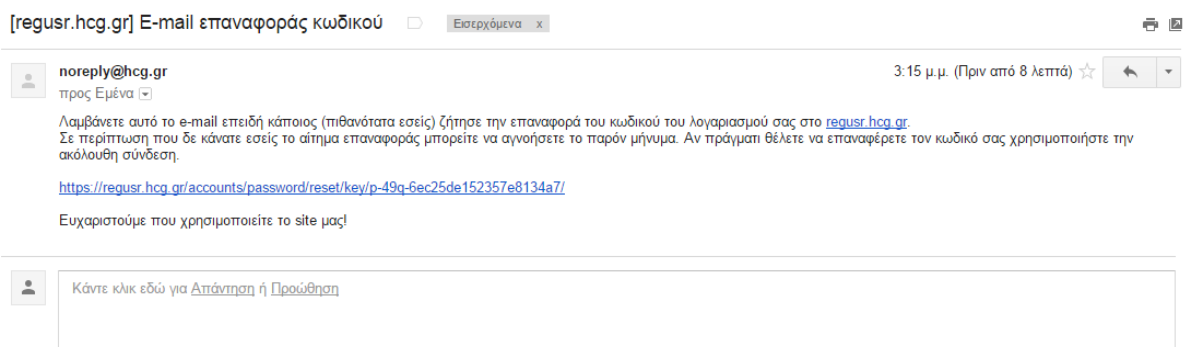 [regusr.hcg.gr] E-mail επαναφοράς κωδικού Εισερχόμενα x
noreply@hcg.gr 3:15 μ.μ. (Πριν από 8 λεπτά)
προς Εμένα
Λαμβάνετε αυτό το e-mail επειδή κάποιος (πιθανότατα εσείς) ζήτησε την επαναφορά του κωδικού του λογαριασμού σας στο regusr.hcg.gr.
Σε περίπτωση που δε κάνατε εσείς το αίτημα επαναφοράς μπορείτε να αγνοήσετε το παρόν μήνυμα. Αν πράγματι θέλετε να επαναφέρετε τον κωδικό σας χρησιμοποιήστε την
ακόλουθη σύνδεση.
https://regusr.hcg.gr/accounts/password/reset/key/p-49q-6ec25de152357e8134a7/
Ευχαριστούμε που χρησιμοποιείτε το site μας!
Κάντε κλικ εδώ για Απάντηση ή Προώθηση